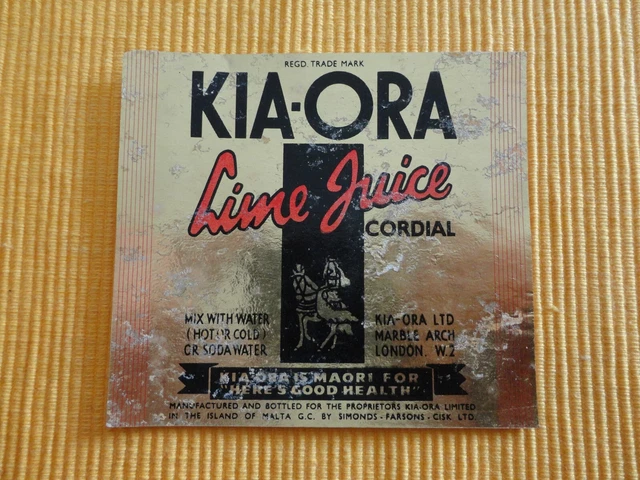 REGD. TRADE MARK
KIA-ORA
Lime Juice
CORDIAL
MIX WITH WATER
(HOT OR COLD)
OR SODA WATER
KIA-ORA LTD
MARBLE ARCH
LONDON. W.2
KIA-ORA IS MAORI FOR
"HERE'S GOOD HEALTH"
MANUFACTURED AND BOTTLED FOR THE PROPRIETORS KIA-ORA LIMITED
IN THE ISLAND OF MALTA G.C. BY SIMONDS - FARSONS - CISK LTD.